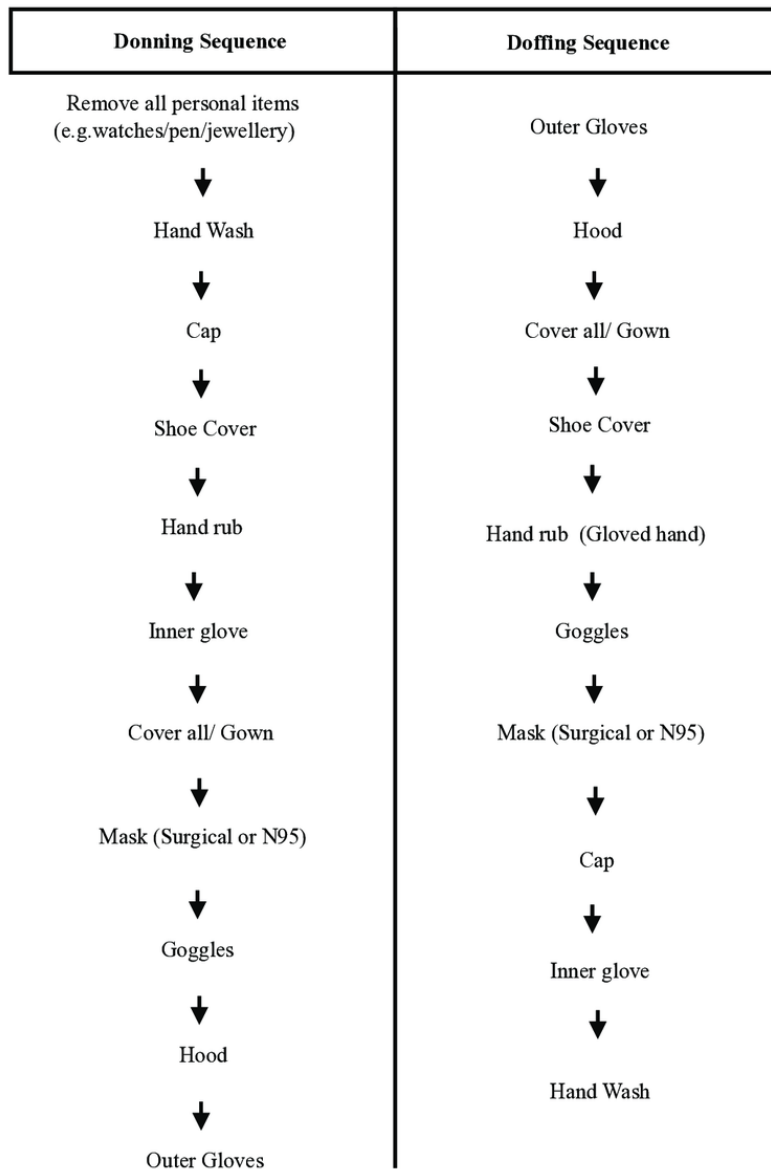 Donning Sequence
Remove all personal items
(e.g.watches/pen/jewellery)
Hand Wash
Cap
Shoe Cover
Hand rub
Inner glove
Cover all/ Gown
Mask (Surgical or N95)
Goggles
Hood
Outer Gloves
Doffing Sequence
Outer Gloves
Hood
Cover all/ Gown
Shoe Cover
Hand rub (Gloved hand)
Goggles
Mask (Surgical or N95)
Cap
Inner glove
Hand Wash